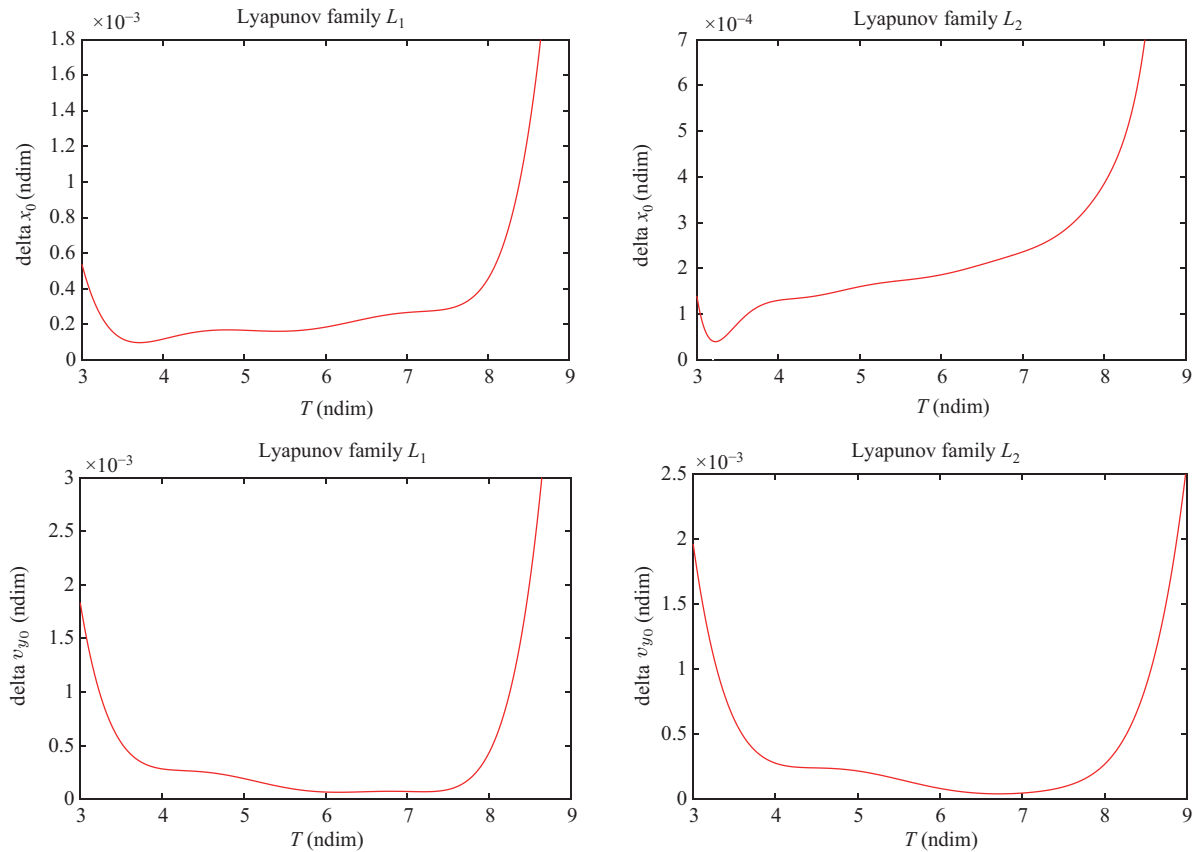 Lyapunov family L₁
×10⁻³
1.8
1.6
1.4
1.2
1
0.8
0.6
0.4
0.2
0
delta x₀ (ndim)
3 4 5 6 7 8 9
T (ndim)
Lyapunov family L₂
×10⁻⁴
7
6
5
4
3
2
1
0
delta x₀ (ndim)
3 4 5 6 7 8 9
T (ndim)
Lyapunov family L₁
×10⁻³
3
2.5
2
1.5
1
0.5
0
delta v_y0 (ndim)
3 4 5 6 7 8 9
T (ndim)
Lyapunov family L₂
×10⁻³
2.5
2
1.5
1
0.5
0
delta v_y0 (ndim)
3 4 5 6 7 8 9
T (ndim)